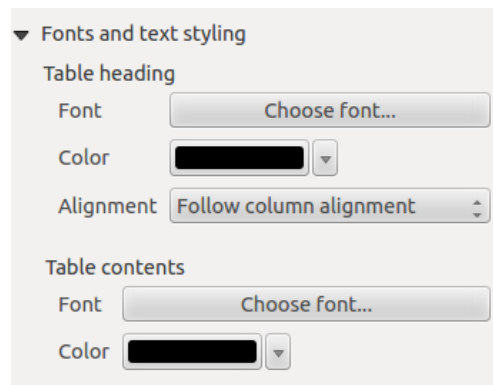 Fonts and text styling
Table heading
Font Choose font...
Color
Alignment Follow column alignment
Table contents
Font Choose font...
Color